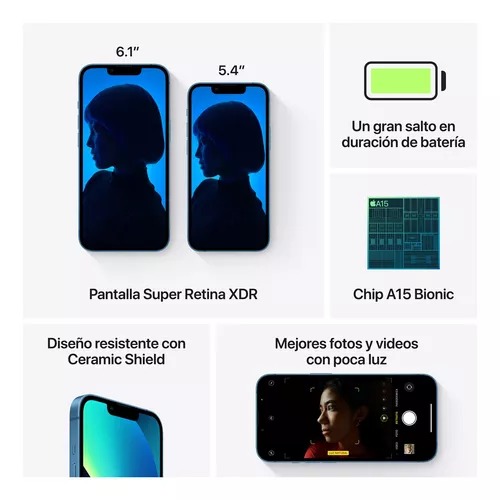 6.1”
5.4”
Pantalla Super Retina XDR
Un gran salto en
duración de batería
A15
Chip A15 Bionic
Diseño resistente con
Ceramic Shield
Mejores fotos y videos
con poca luz